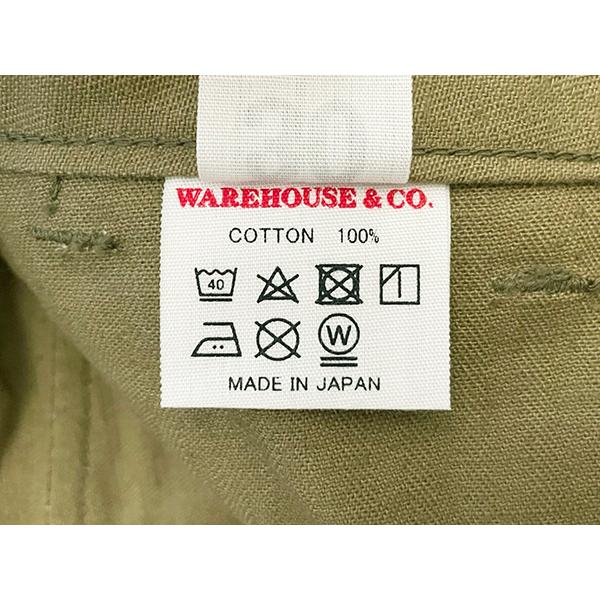 WAREHOUSE & CO.
COTTON 100%
40
W
MADE IN JAPAN